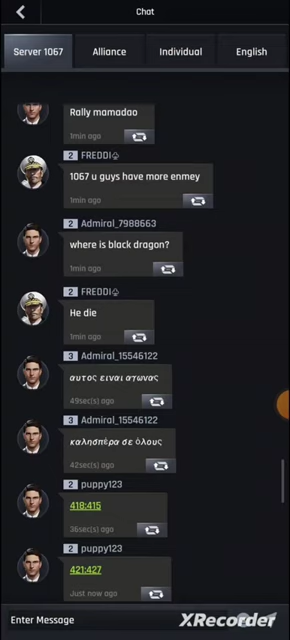 Chat
Server 1067
Alliance
Individual
English
Rally mamadao
1min ago
2 FREDDI♧
1067 u guys have more enmey
1min ago
2 Admiral_7988663
where is black dragon?
1min ago
2 FREDDI♧
He die
1min ago
3 Admiral_15546122
αυτος ειναι ατωνας
49sec(s) ago
3 Admiral_15546122
καλησπέρα σε όλους
42sec(s) ago
2 puppy123
418:415
36sec(s) ago
2 puppy123
421:427
Just now ago
Enter Message
XRecorder